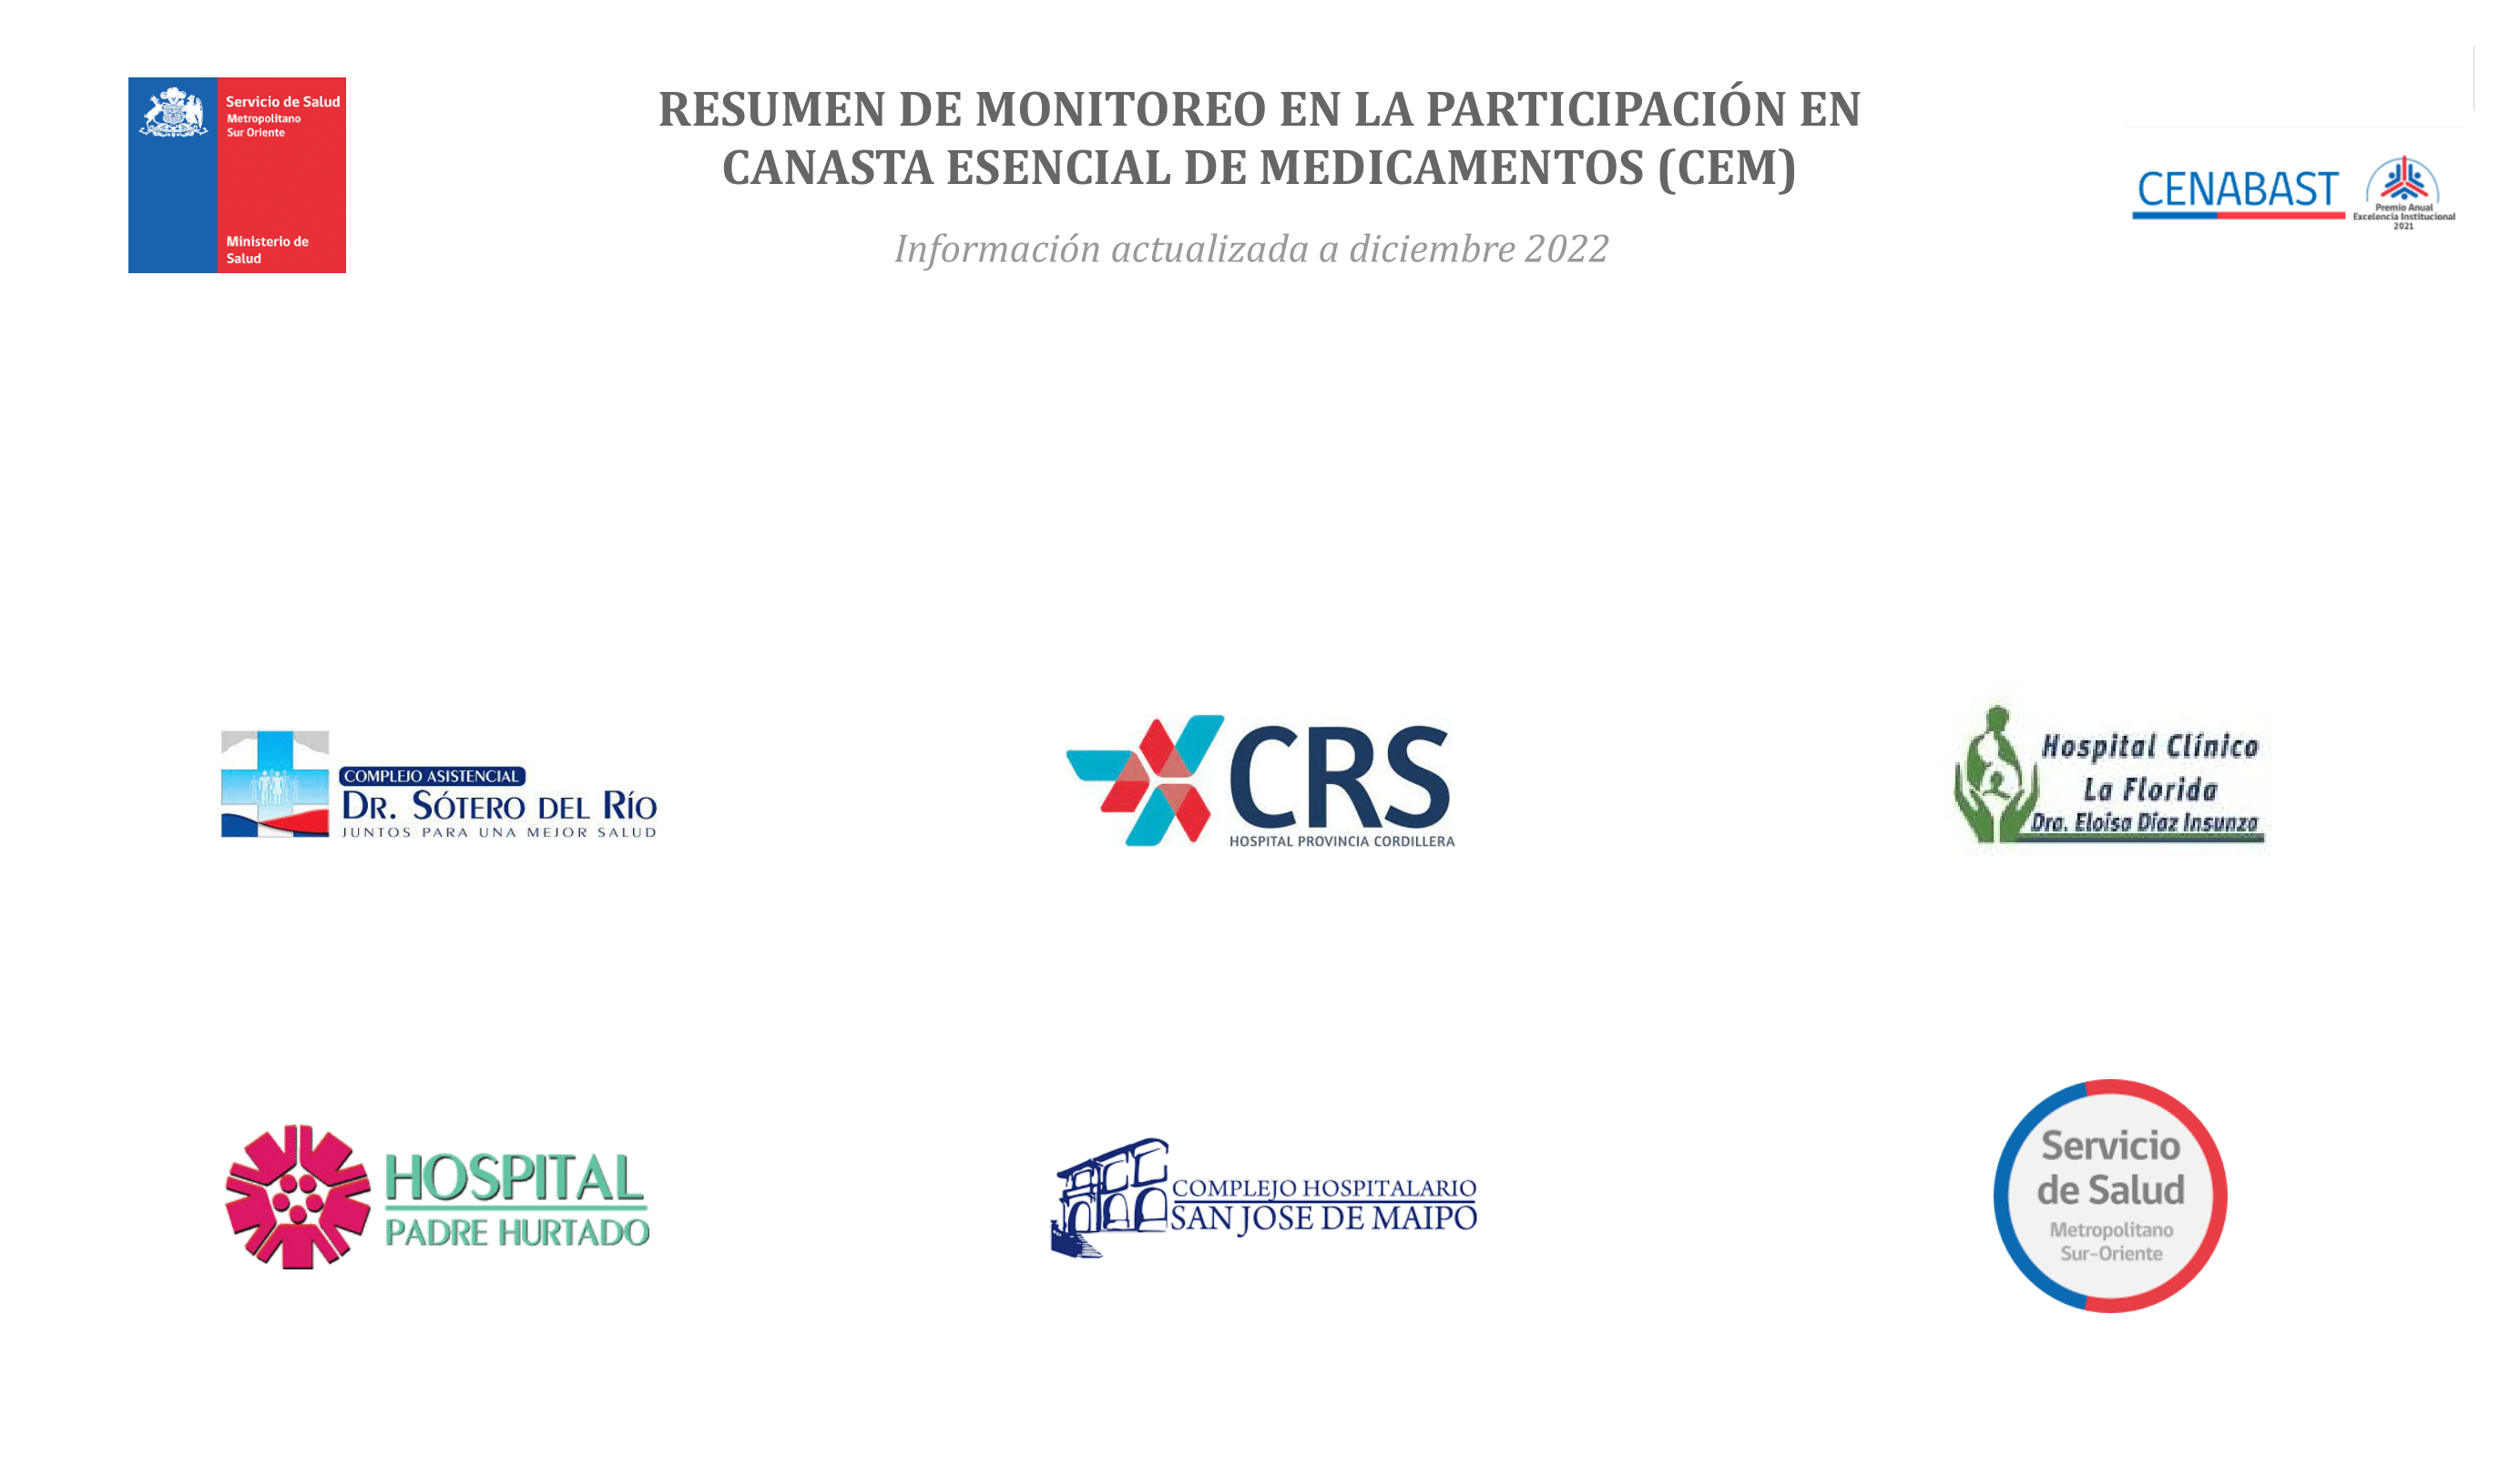 Servicio de Salud
Metropolitano
Sur Oriente
Ministerio de
Salud
RESUMEN DE MONITOREO EN LA PARTICIPACIÓN EN
CANASTA ESENCIAL DE MEDICAMENTOS (CEM)
Información actualizada a diciembre 2022
CENABAST
Premio Anual
Excelencia Institucional
2021
COMPLEJO ASISTENCIAL
DR. SÓTERO DEL RÍO
JUNTOS PARA UNA MEJOR SALUD
CRS
HOSPITAL PROVINCIA CORDILLERA
Hospital Clínico
La Florida
Dra. Eloísa Díaz Insunza
HOSPITAL
PADRE HURTADO
COMPLEJO HOSPITALARIO
SAN JOSE DE MAIPO
Servicio
de Salud
Metropolitano
Sur-Oriente